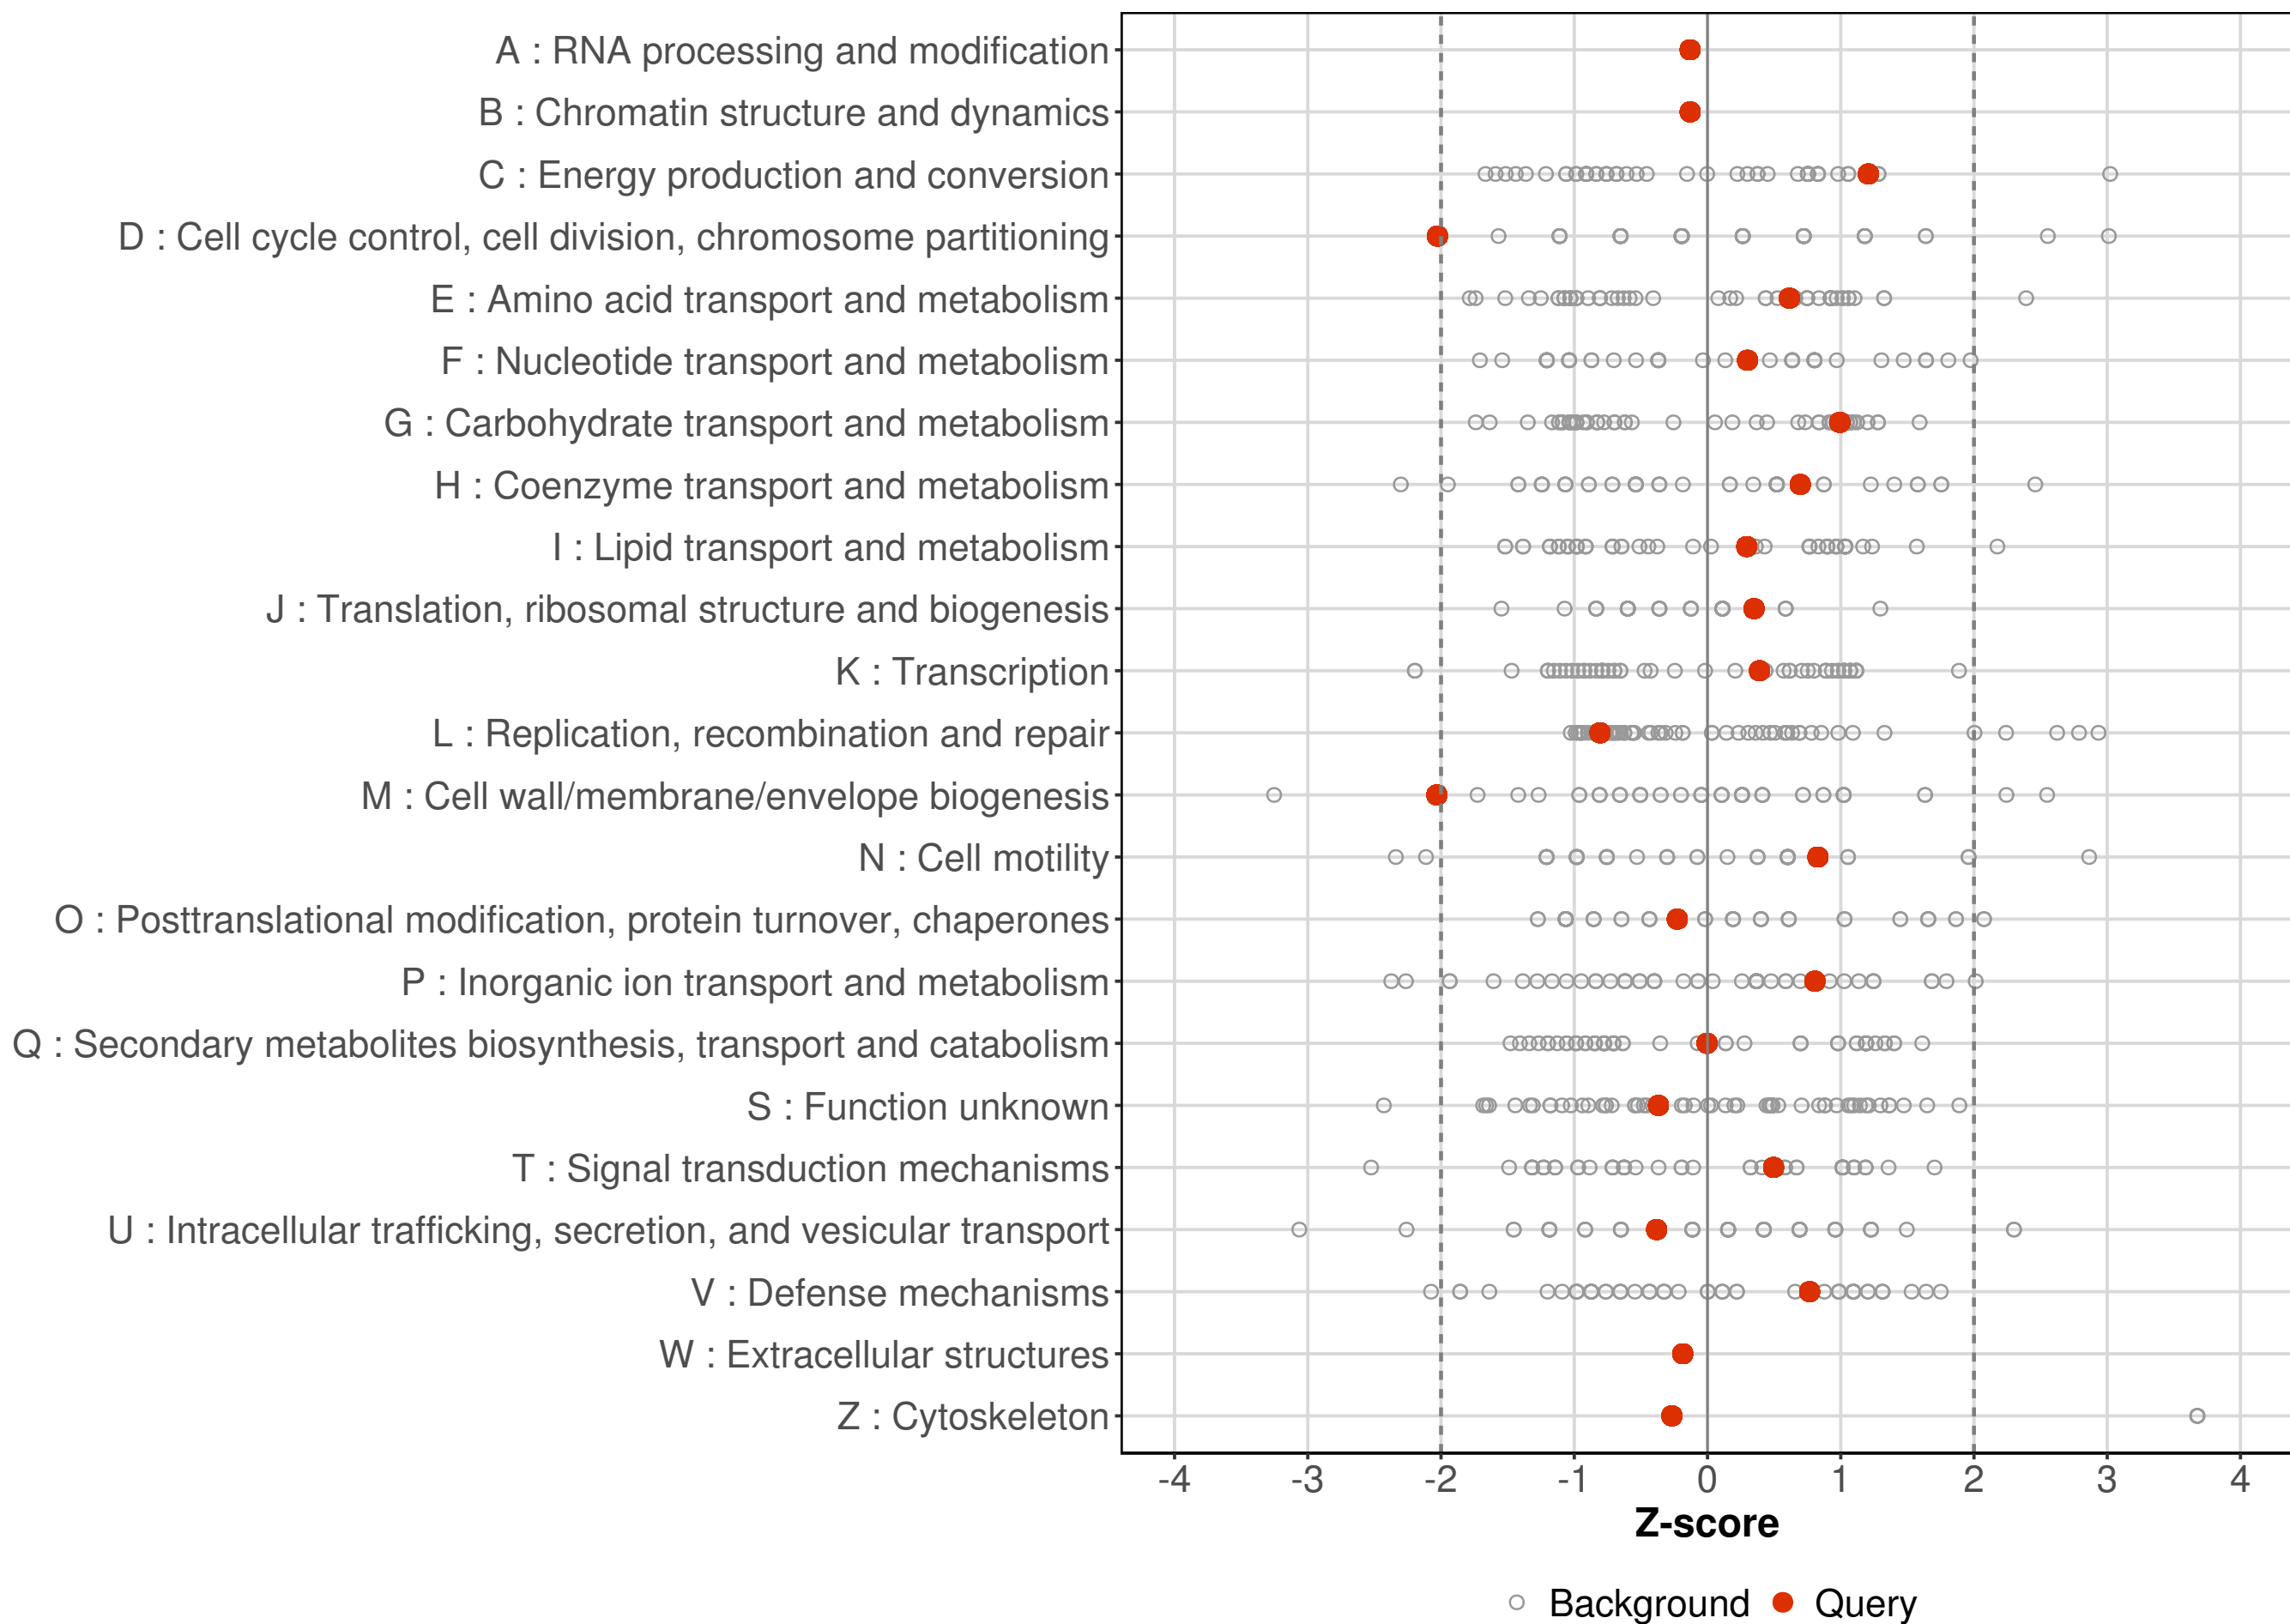 A : RNA processing and modification
B : Chromatin structure and dynamics
C : Energy production and conversion
D : Cell cycle control, cell division, chromosome partitioning
E : Amino acid transport and metabolism
F : Nucleotide transport and metabolism
G : Carbohydrate transport and metabolism
H : Coenzyme transport and metabolism
I : Lipid transport and metabolism
J : Translation, ribosomal structure and biogenesis
K : Transcription
L : Replication, recombination and repair
M : Cell wall/membrane/envelope biogenesis
N : Cell motility
O : Posttranslational modification, protein turnover, chaperones
P : Inorganic ion transport and metabolism
Q : Secondary metabolites biosynthesis, transport and catabolism
S : Function unknown
T : Signal transduction mechanisms
U : Intracellular trafficking, secretion, and vesicular transport
V : Defense mechanisms
W : Extracellular structures
Z : Cytoskeleton
-4 -3 -2 -1 0 1 2 3 4
Z-score
Background Query